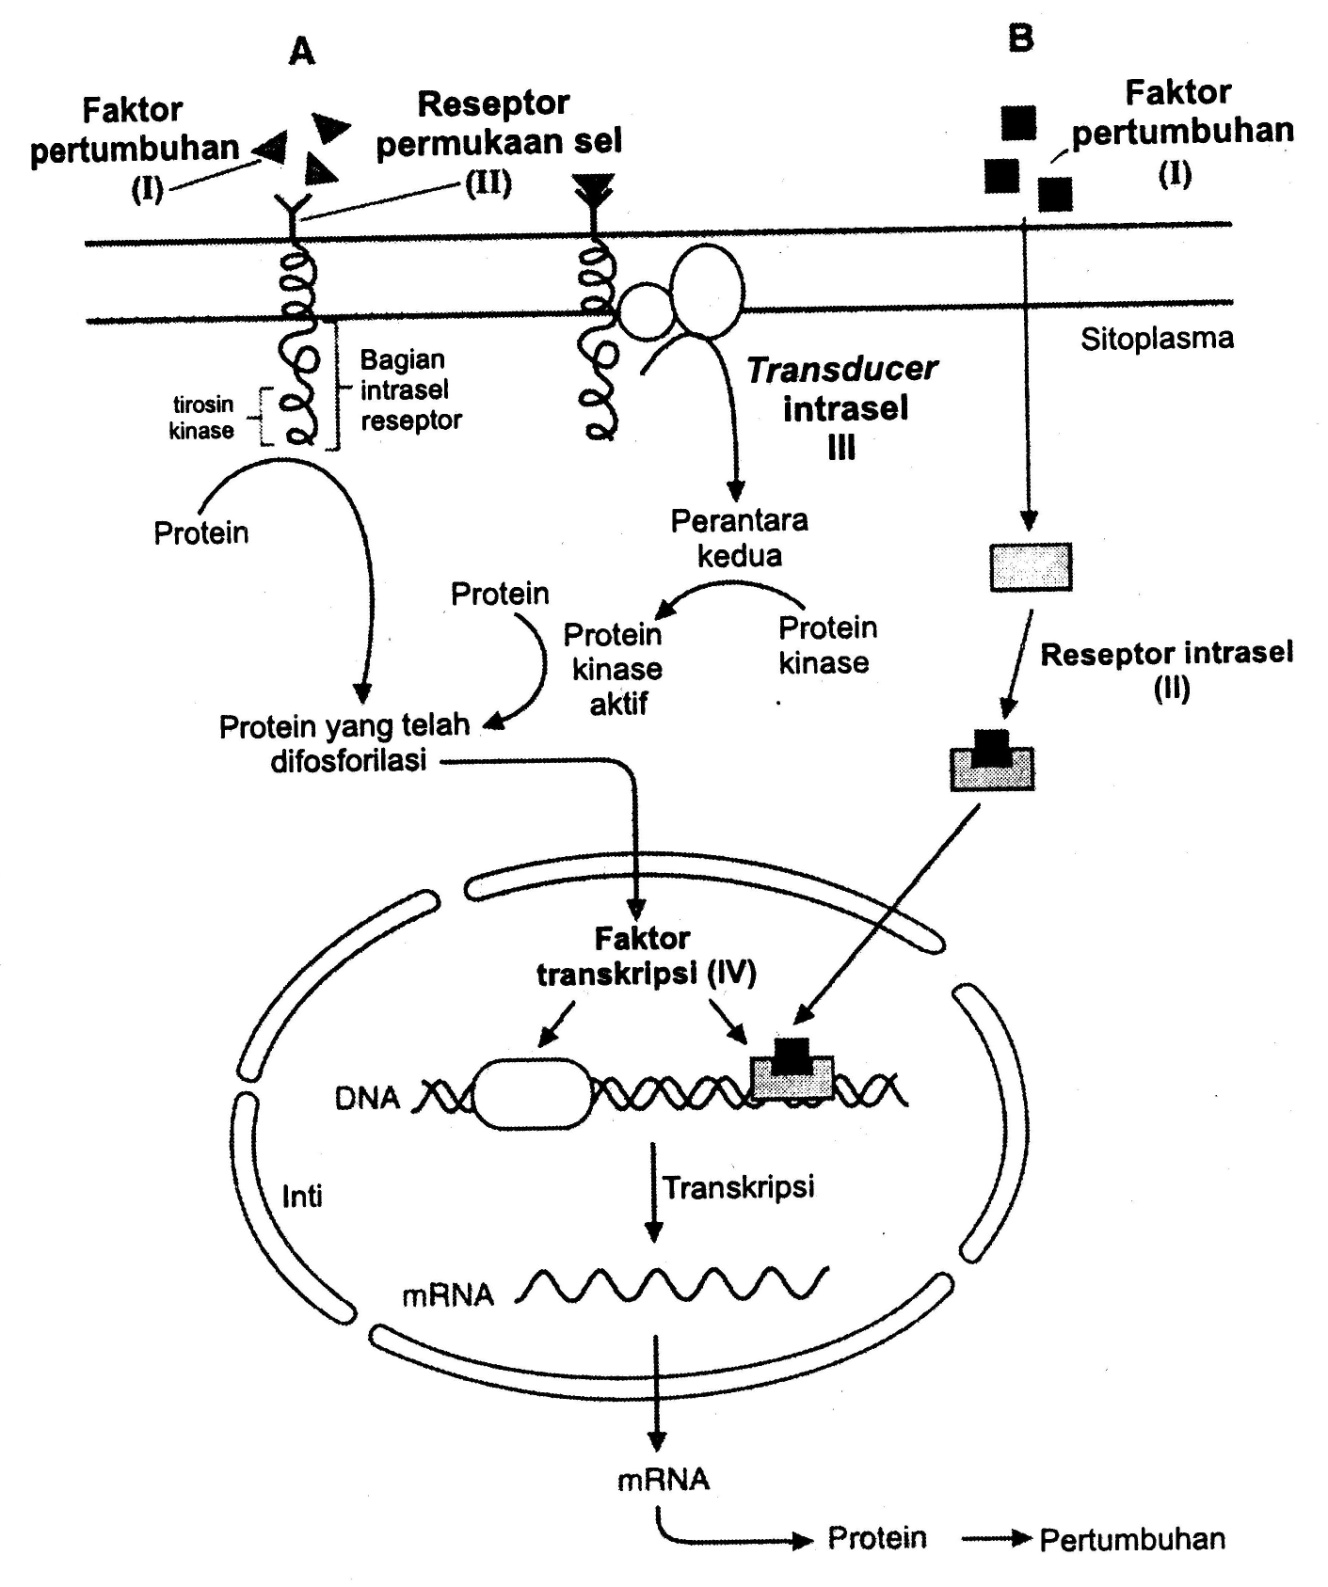 A
B
Faktor
pertumbuhan
(I)
Reseptor
permukaan sel
(II)
Faktor
pertumbuhan
(I)
Sitoplasma
Bagian
intrasel
reseptor
tirosin
kinase
Transducer
intrasel
III
Protein
Perantara
kedua
Protein
Protein
kinase
aktif
Protein
kinase
Reseptor intrasel
(II)
Protein yang telah
difosforilasi
Faktor
transkripsi (IV)
DNA
Transkripsi
Inti
mRNA
mRNA
Protein
Pertumbuhan